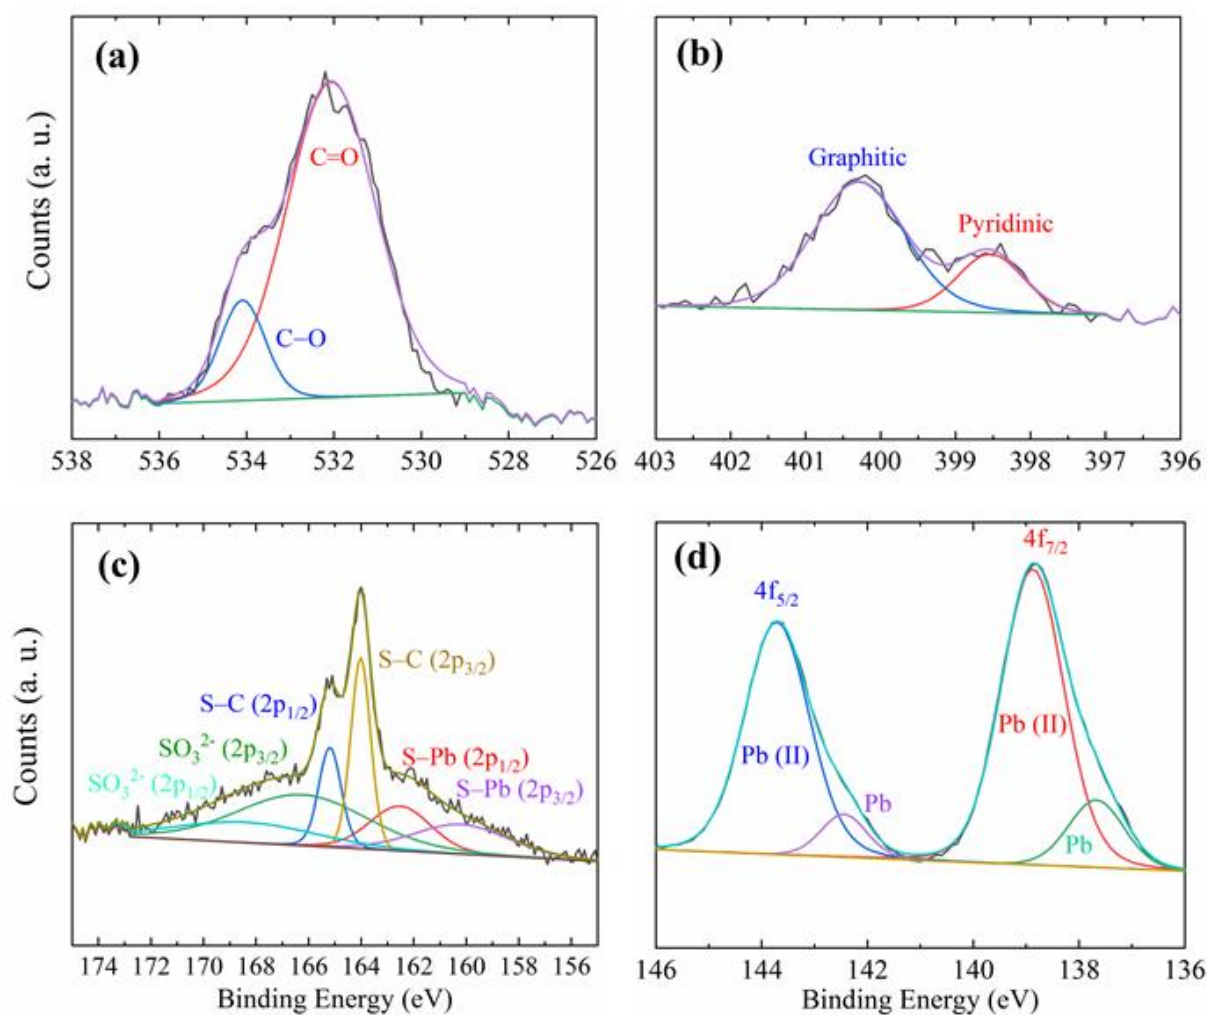 (a)
C=O
C–O
Counts (a. u.)
538 536 534 532 530 528 526
(b)
Graphitic
Pyridinic
403 402 401 400 399 398 397 396
(c)
S–C (2p3/2)
S–C (2p1/2)
SO₃²⁻ (2p3/2)
S–Pb (2p1/2)
SO₃²⁻ (2p1/2)
S–Pb (2p3/2)
Counts (a. u.)
174 172 170 168 166 164 162 160 158 156
Binding Energy (eV)
(d)
4f7/2
4f5/2
Pb (II)
Pb (II)
Pb
Pb
146 144 142 140 138 136
Binding Energy (eV)